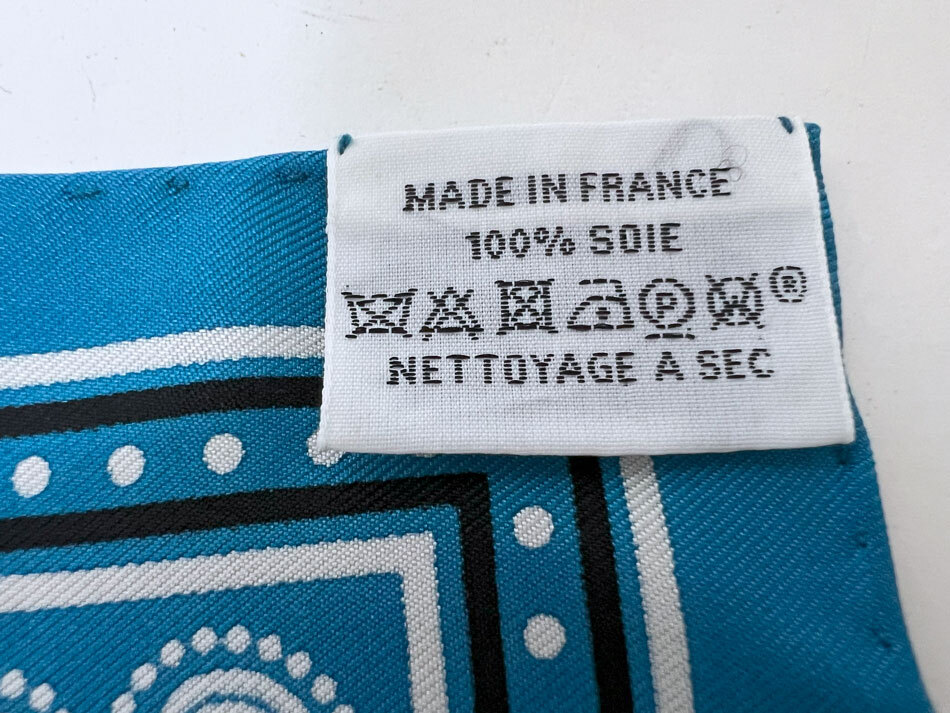 MADE IN FRANCE
100% SOIE
P W ®
NETTOYAGE A SEC